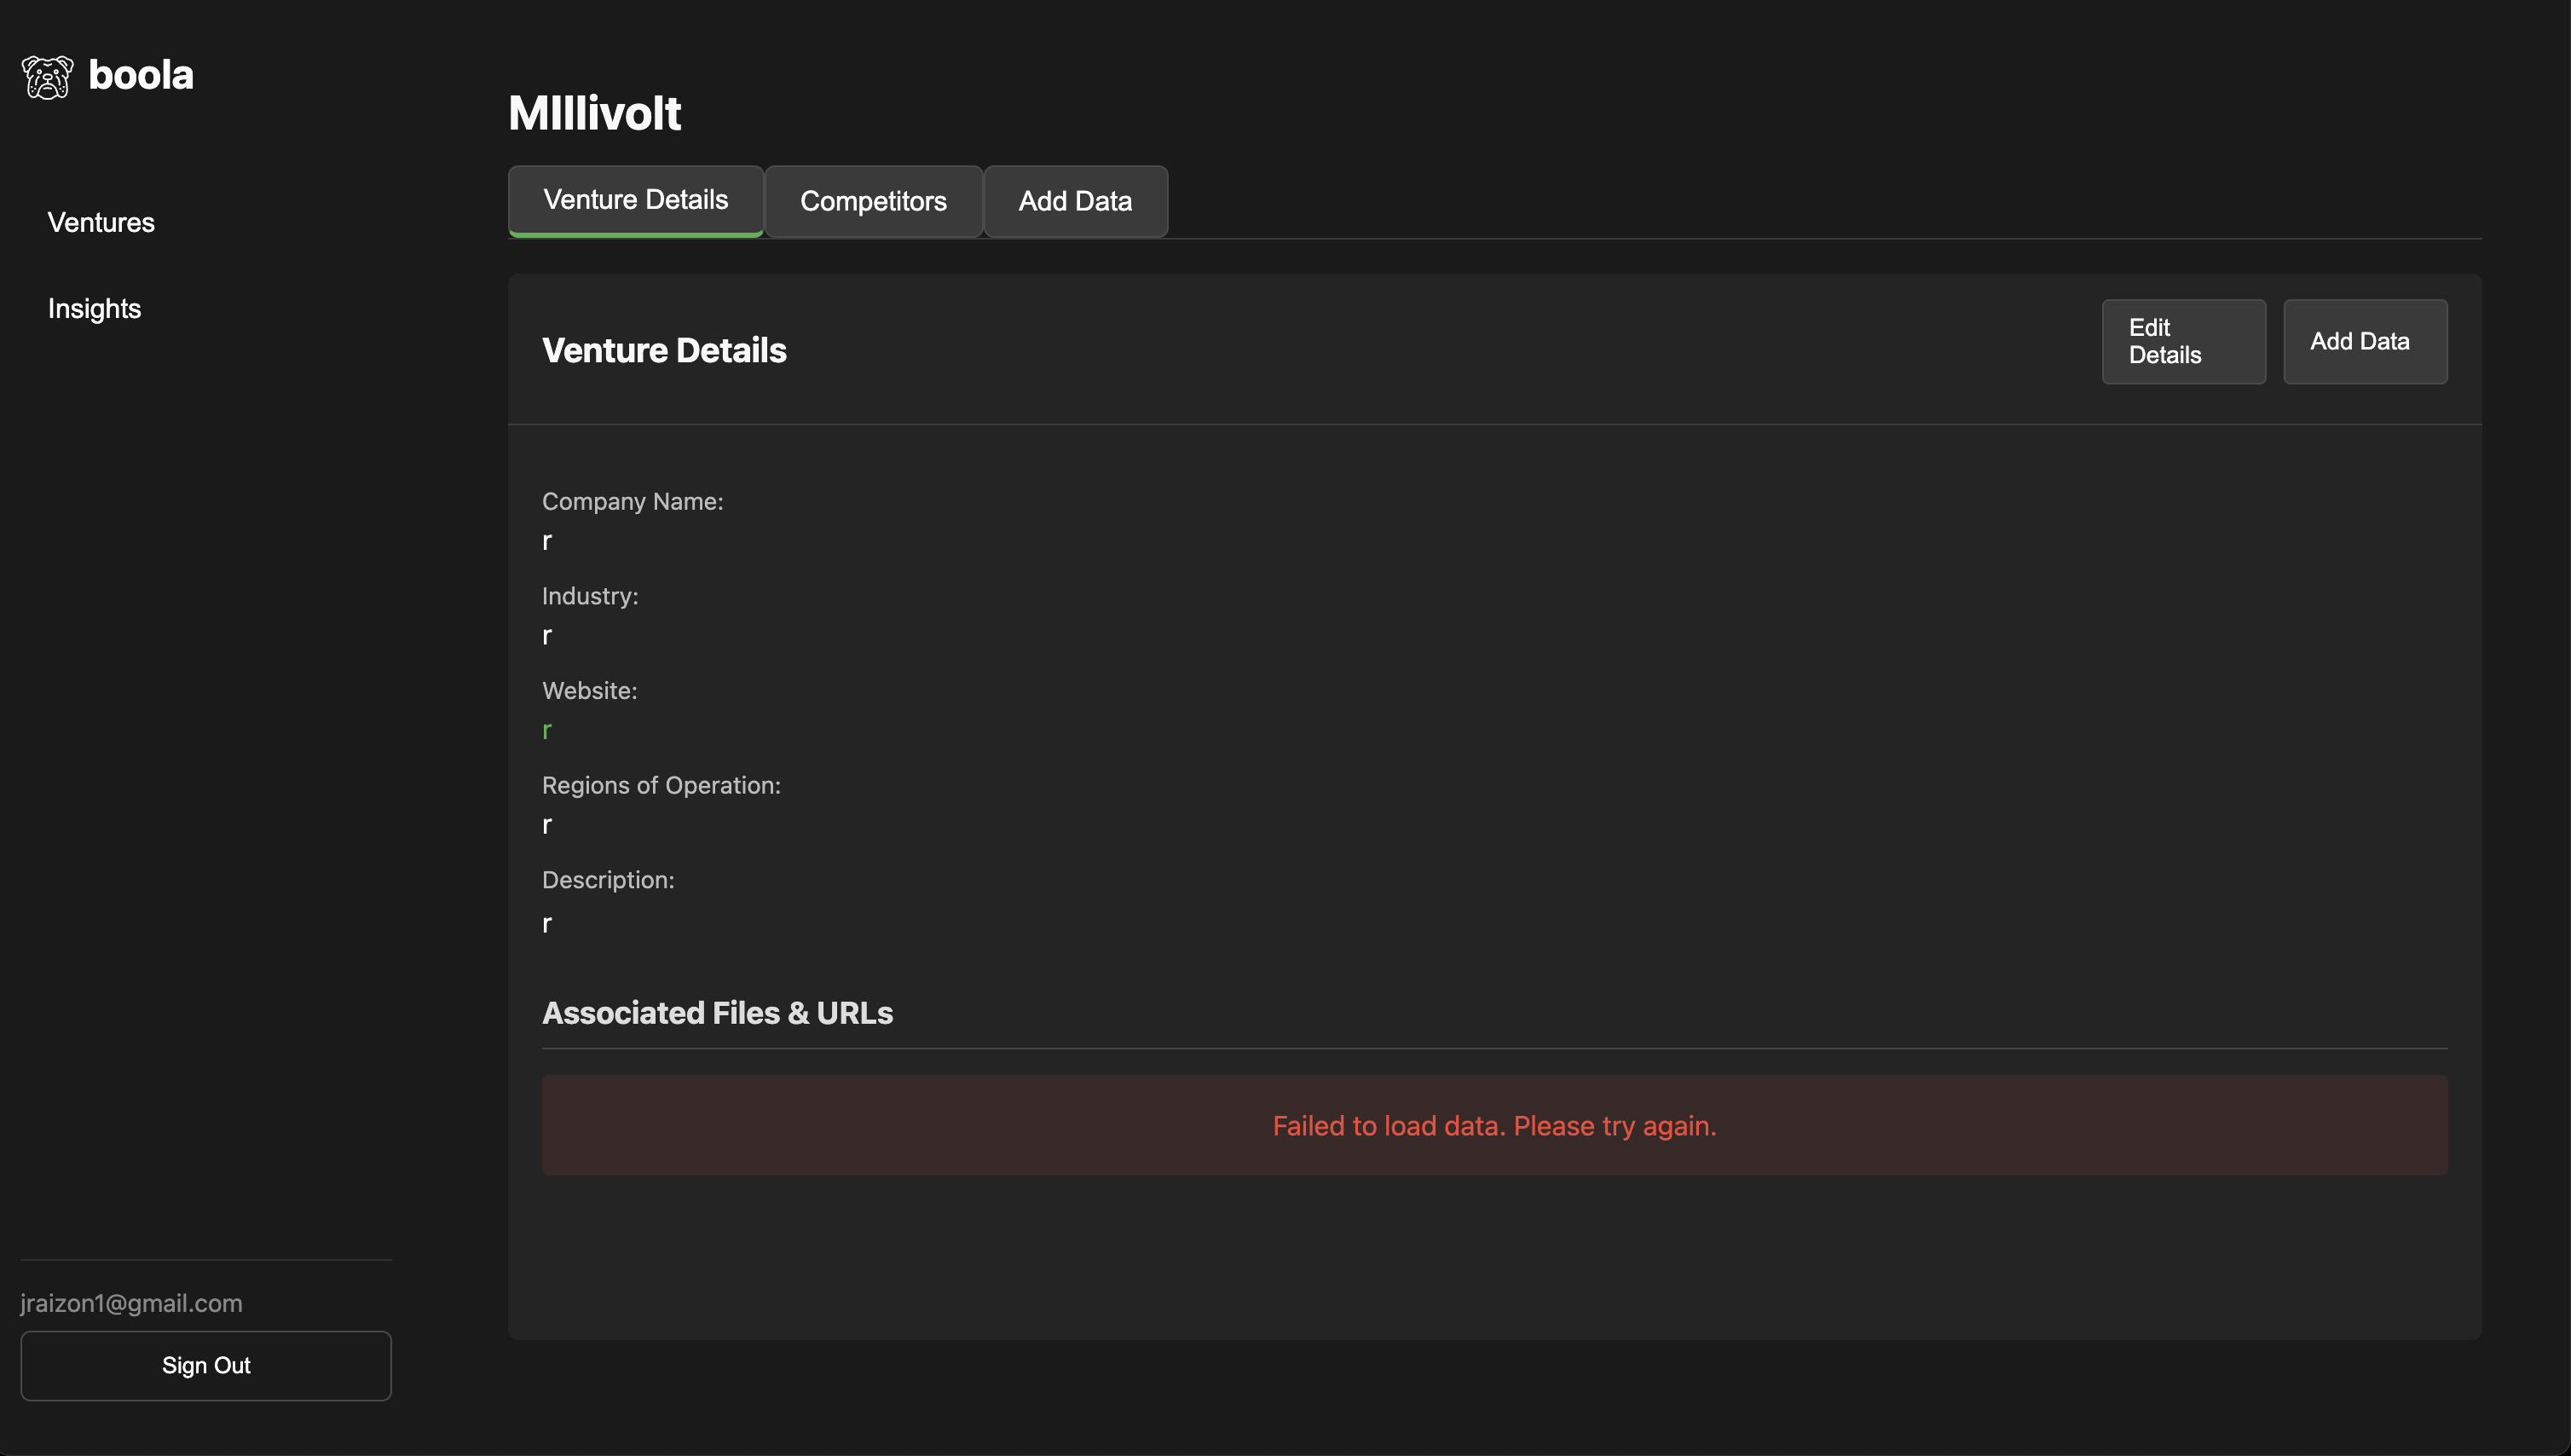 boola
Ventures
Insights
jraizon1@gmail.com
Sign Out
MIllivolt
Venture Details
Competitors
Add Data
Venture Details
Edit
Details
Add Data
Company Name:
r
Industry:
r
Website:
r
Regions of Operation:
r
Description:
r
Associated Files & URLs
Failed to load data. Please try again.